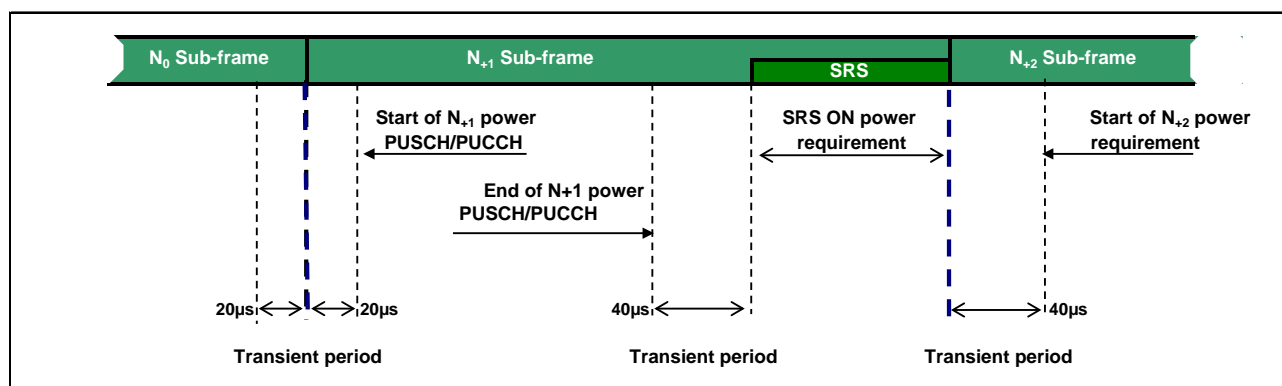 N₀ Sub-frame
N₊₁ Sub-frame
SRS
N₊₂ Sub-frame
Start of N₊₁ power
PUSCH/PUCCH
SRS ON power
requirement
Start of N₊₂ power
requirement
End of N+1 power
PUSCH/PUCCH
20µs
20µs
40µs
40µs
Transient period
Transient period
Transient period